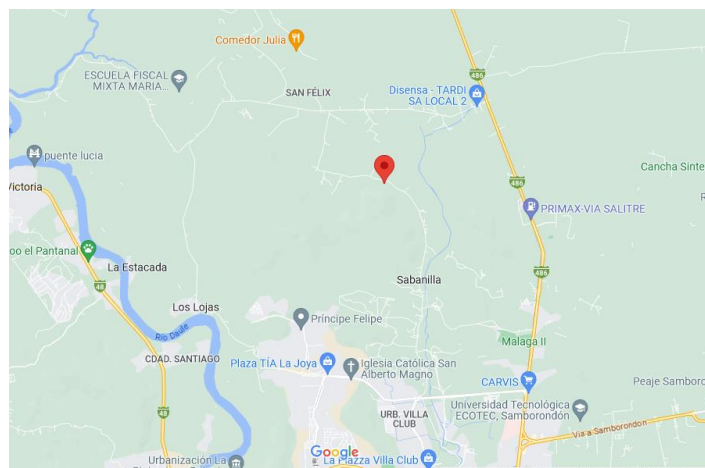 Comedor Julia
486
ESCUELA FISCAL
MIXTA MARIA...
SAN FÉLIX
Disensa - TARDI
SA LOCAL 2
puente lucia
Victoria
486
Cancha Sinte
PRIMAX-VIA SALITRE
oo el Pantanal
La Estacada
48
Sabanilla
486
Los Lojas
Príncipe Felipe
Río Daule
Malaga II
CDAD. SANTIAGO
Plaza TÍA La Joya
Iglesia Católica San
Alberto Magno
CARVIS
Peaje Samboro
48
URB. VILLA
CLUB
Universidad Tecnológica
ECOTEC, Samborondón
Via a Samborondon
Google
Urbanización La
La Piazza Villa Club